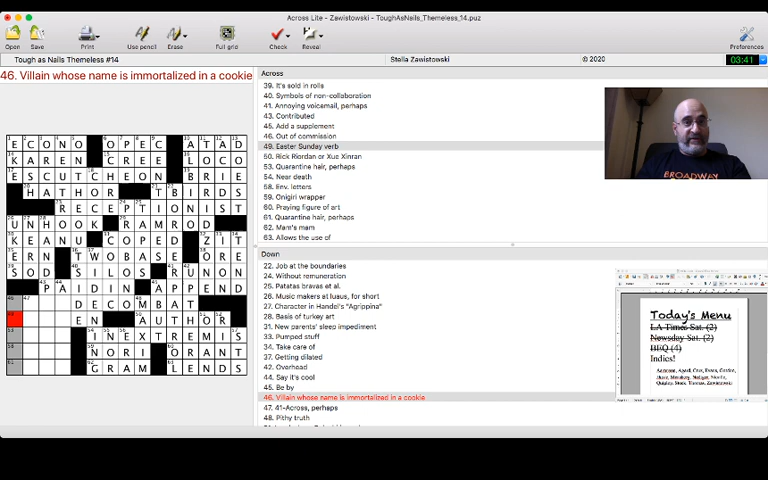 Across Lite - Zawistowski - ToughAsNails_Themeless_14.puz
Open
Save
Print
Use pencil
Erase
Full grid
Check
Reveal
Preferences
Tough as Nails Themeless #14
Stella Zawistowski
© 2020
03:41
46. Villain whose name is immortalized in a cookie
Across
39. It's sold in rolls
40. Symbols of non-collaboration
41. Annoying voicemail, perhaps
43. Contributed
45. Add a supplement
46. Out of commission
49. Easter Sunday verb
50. Rick Riordan or Xue Xinran
53. Quarantine hair, perhaps
54. Near death
58. Env. letters
59. Onigiri wrapper
60. Praying figure of art
61. Quarantine hair, perhaps
62. Mam's mam
63. Allows the use of
Down
22. Job at the boundaries
24. Without remuneration
25. Patatas bravas et al.
26. Music makers at luaus, for short
27. Character in Handel's "Agrippina"
28. Basis of turkey art
31. New parents' sleep impediment
33. Pumped stuff
34. Take care of
37. Getting dilated
42. Overhead
44. Say it's cool
45. Be by
46. Villain whose name is immortalized in a cookie
47. 41-Across, perhaps
48. Pithy truth
ECONO OPEC ATAD
KAREN CREE LOCO
ESCUTCHEON BRIE
HATHOR TBIRDS
RECEPTIONIST
UNHOOK RAMROD
KEANU COPED ZIT
ERN TWOBASE ORE
SOD SILOS RUNON
PAIDIN APPEND
DECOMBAT
EN AUTHOR
INEXTREMIS
NORI ORANT
GRAM LENDS
BROADWAY
Today's Menu
LA Times Sat. (2)
Newsday Sat. (2)
BEQ (4)
Indies!